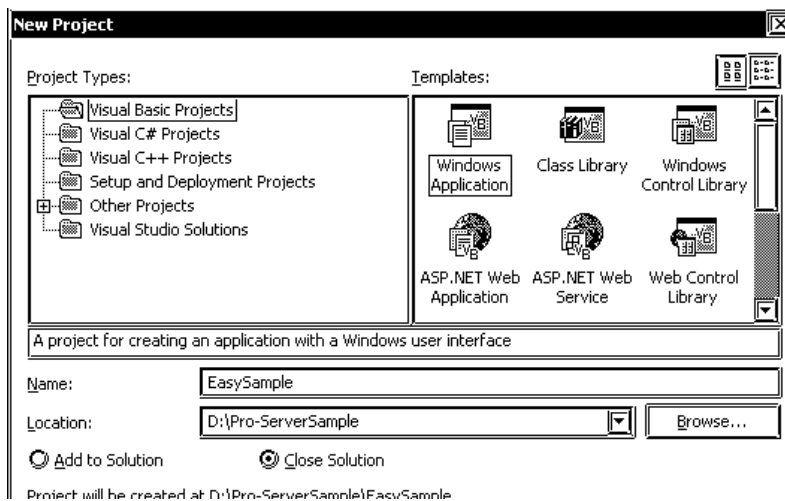 New Project
Project Types:
Templates:
Visual Basic Projects
Visual C# Projects
Visual C++ Projects
Setup and Deployment Projects
Other Projects
Visual Studio Solutions
Windows Application
Class Library
Windows Control Library
ASP.NET Web Application
ASP.NET Web Service
Web Control Library
A project for creating an application with a Windows user interface
Name:
EasySample
Location:
D:\Pro-ServerSample
Browse...
Add to Solution
Close Solution
Project will be created at D:\Pro-ServerSample\EasySample